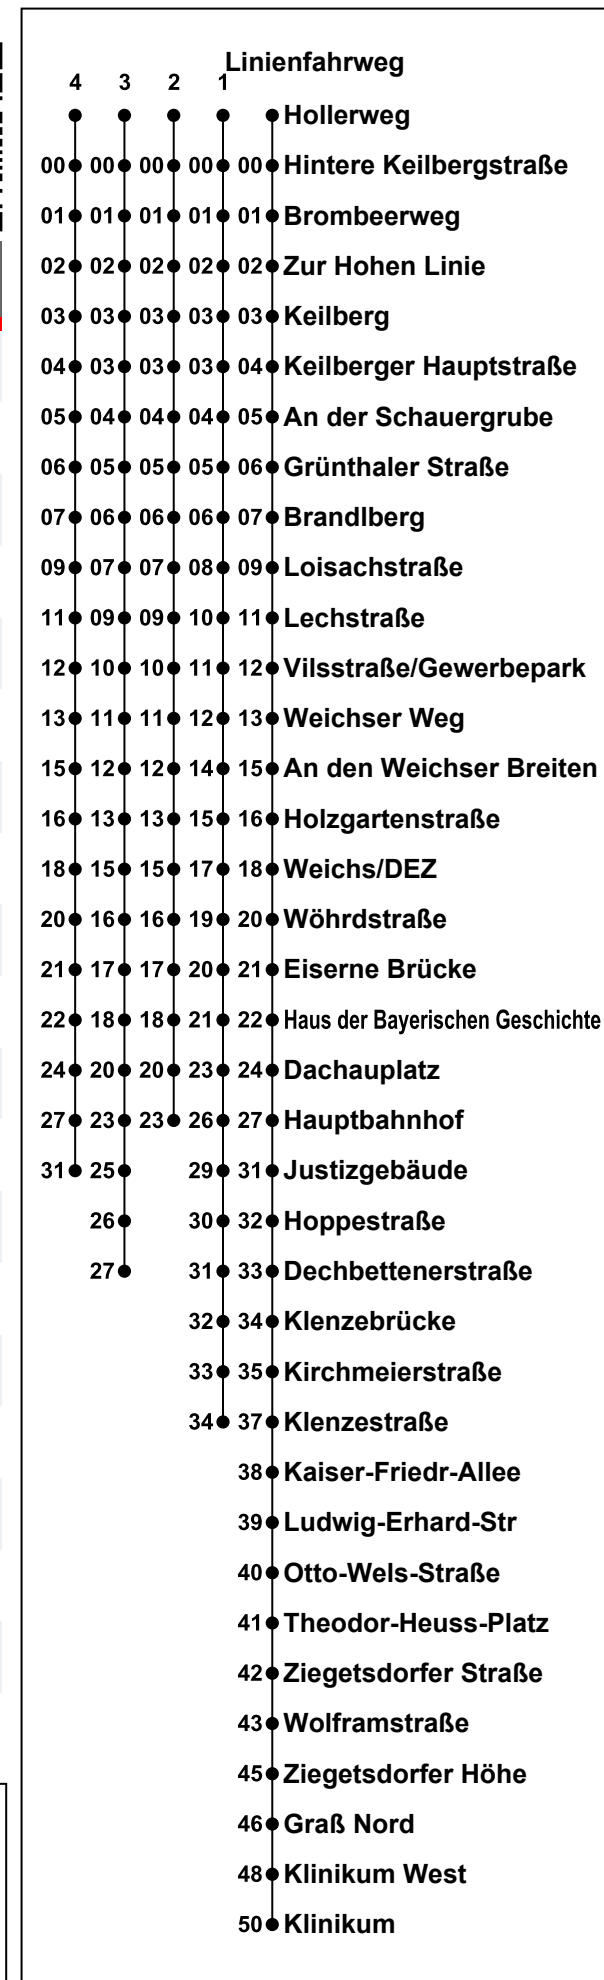 Linienfahrweg
4 3 2 1
Hollerweg
00 00 00 00 00 Hintere Keilbergstraße
01 01 01 01 01 Brombeerweg
02 02 02 02 02 Zur Hohen Linie
03 03 03 03 03 Keilberg
04 03 03 03 04 Keilberger Hauptstraße
05 04 04 04 05 An der Schauergrube
06 05 05 05 06 Grünthaler Straße
07 06 06 06 07 Brandlberg
09 07 07 08 09 Loisachstraße
11 09 09 10 11 Lechstraße
12 10 10 11 12 Vilsstraße/Gewerbepark
13 11 11 12 13 Weichser Weg
15 12 12 14 15 An den Weichser Breiten
16 13 13 15 16 Holzgartenstraße
18 15 15 17 18 Weichs/DEZ
20 16 16 19 20 Wöhrdstraße
21 17 17 20 21 Eiserne Brücke
22 18 18 21 22 Haus der Bayerischen Geschichte
24 20 20 23 24 Dachauplatz
27 23 23 26 27 Hauptbahnhof
31 25 29 31 Justizgebäude
26 30 32 Hoppestraße
27 31 33 Dechbettenerstraße
32 34 Klenzebrücke
33 35 Kirchmeierstraße
34 37 Klenzestraße
38 Kaiser-Friedr-Allee
39 Ludwig-Erhard-Str
40 Otto-Wels-Straße
41 Theodor-Heuss-Platz
42 Ziegetsdorfer Straße
43 Wolframstraße
45 Ziegetsdorfer Höhe
46 Graß Nord
48 Klinikum West
50 Klinikum